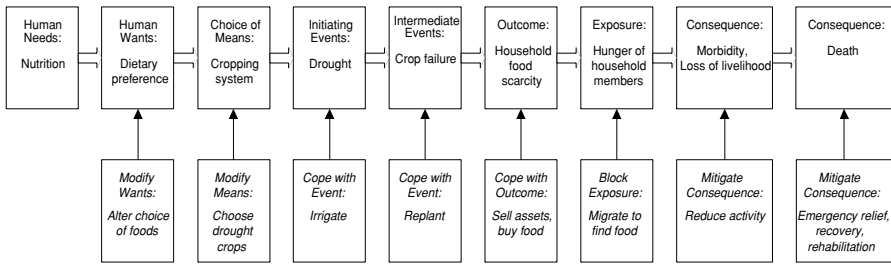 Human
Needs:
Nutrition
Human
Wants:
Dietary
preference
Choice of
Means:
Cropping
system
Initiating
Events:
Drought
Intermediate
Events:
Crop failure
Outcome:
Household
food
scarcity
Exposure:
Hunger of
household
members
Consequence:
Morbidity,
Loss of livelihood
Consequence:
Death
Modify
Wants:
Alter choice
of foods
Modify
Means:
Choose
drought
crops
Cope with
Event:
Irrigate
Cope with
Event:
Replant
Cope with
Outcome:
Sell assets,
buy food
Block
Exposure:
Migrate to
find food
Mitigate
Consequence:
Reduce activity
Mitigate
Consequence:
Emergency relief,
recovery,
rehabilitation